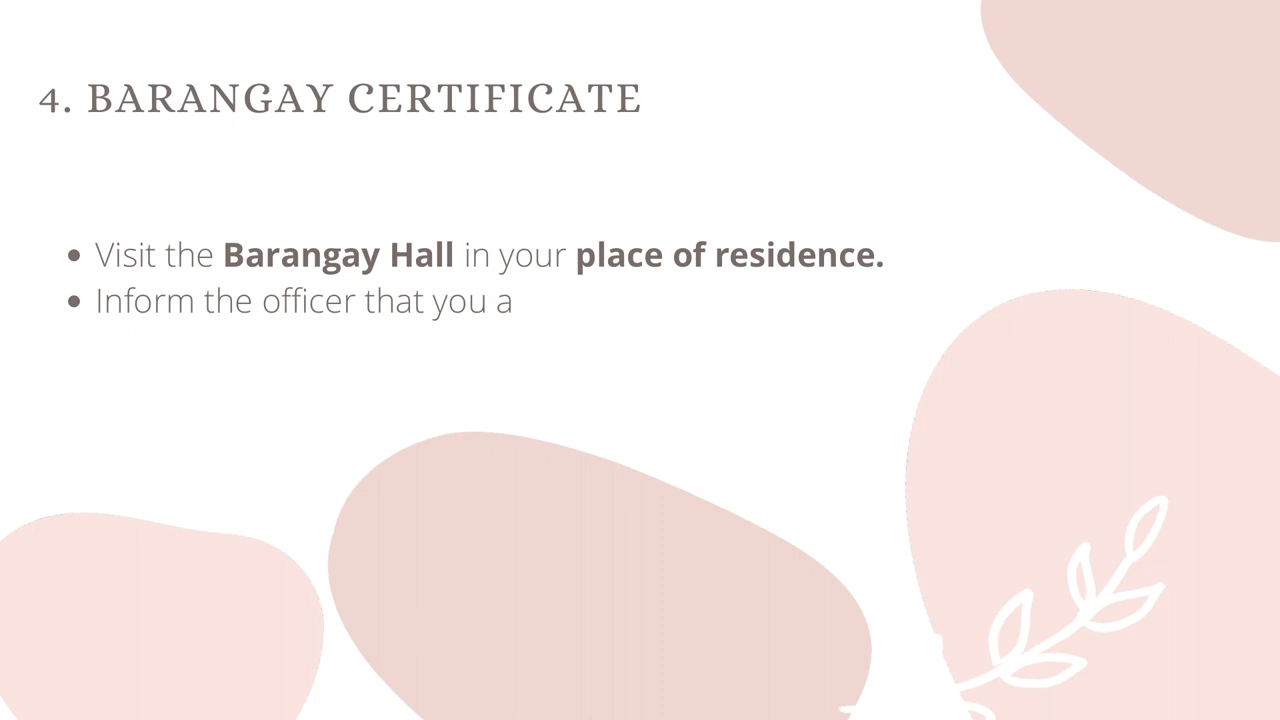 4. BARANGAY CERTIFICATE
• Visit the Barangay Hall in your place of residence.
• Inform the officer that you a